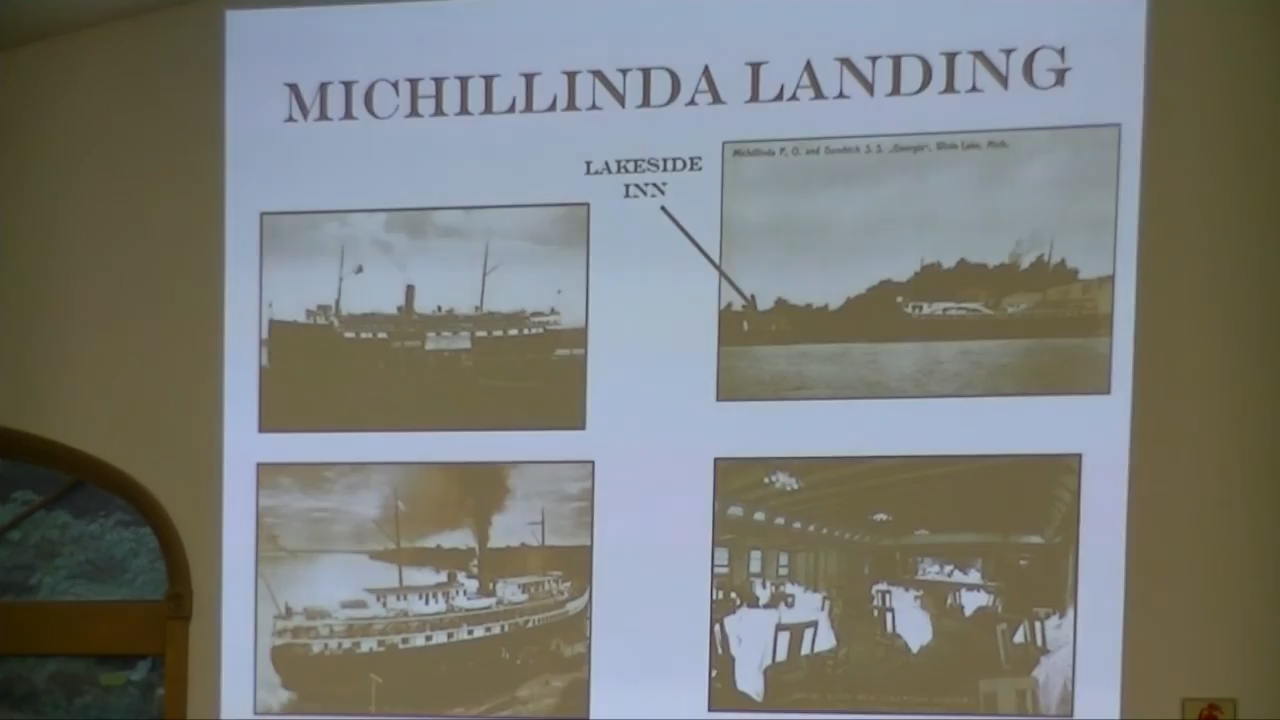 MICHILLINDA LANDING
LAKESIDE
INN
Michillinda P. O. and Goodrich S. S. „Georgia", White Lake, Mich.